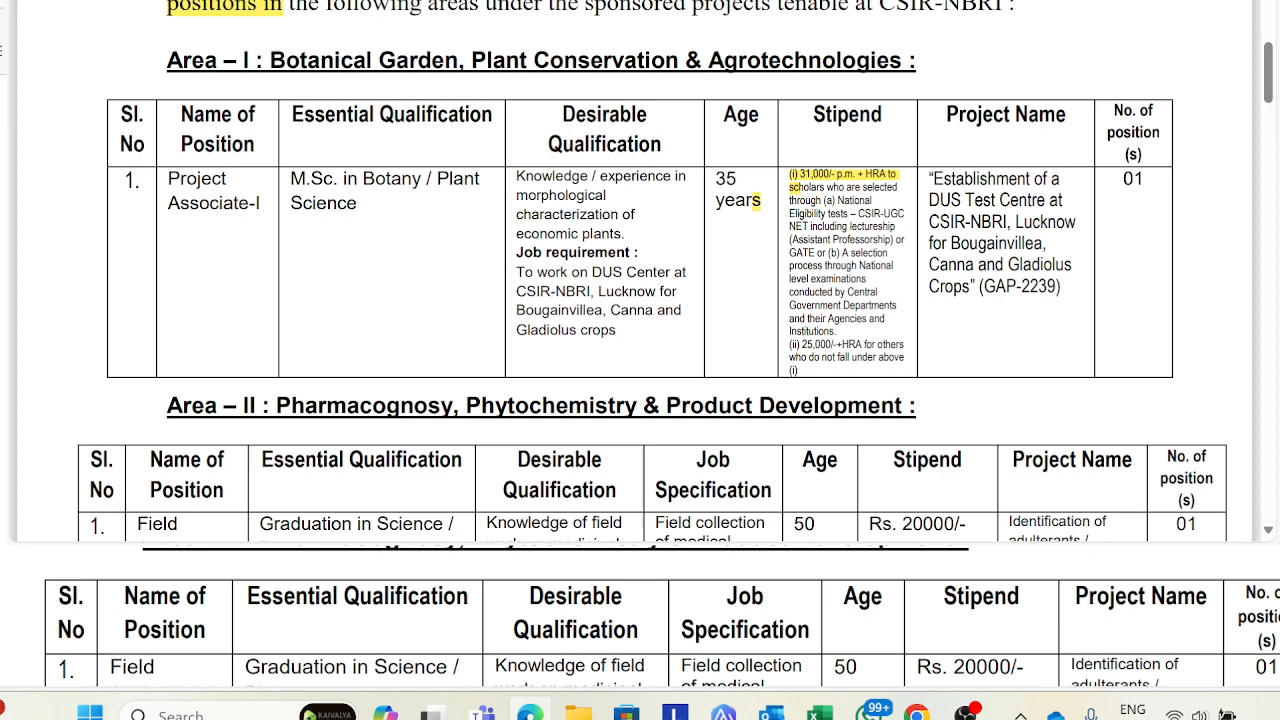 positions in the following areas under the sponsored projects tenable at CSIR-NBRI :
Area – I : Botanical Garden, Plant Conservation & Agrotechnologies :
Sl. No
Name of Position
Essential Qualification
Desirable Qualification
Age
Stipend
Project Name
No. of position (s)
1.
Project Associate-I
M.Sc. in Botany / Plant Science
Knowledge / experience in
morphological
characterization of
economic plants.
Job requirement :
To work on DUS Center at
CSIR-NBRI, Lucknow for
Bougainvillea, Canna and
Gladiolus crops
35
years
(i) 31,000/- p.m. + HRA to
scholars who are selected
through (a) National
Eligibility tests – CSIR-UGC
NET including lectureship
(Assistant Professorship) or
GATE or (b) A selection
process through National
level examinations
conducted by Central
Government Departments
and their Agencies and
Institutions.
(ii) 25,000/-+HRA for others
who do not fall under above
(i)
“Establishment of a
DUS Test Centre at
CSIR-NBRI, Lucknow
for Bougainvillea,
Canna and Gladiolus
Crops” (GAP-2239)
01
Area – II : Pharmacognosy, Phytochemistry & Product Development :
Sl. No
Name of Position
Essential Qualification
Desirable Qualification
Job Specification
Age
Stipend
Project Name
No. of position (s)
1.
Field
Graduation in Science /
Knowledge of field
Field collection
of medical
50
Rs. 20000/-
Identification of
adulterants /
01
Sl. No
Name of Position
Essential Qualification
Desirable Qualification
Job Specification
Age
Stipend
Project Name
(s)
1.
Field
Graduation in Science /
Knowledge of field
Field collection
of medical
50
Rs. 20000/-
Identification of
adulterants /
01
Search
KAIVALYA
99+
ENG